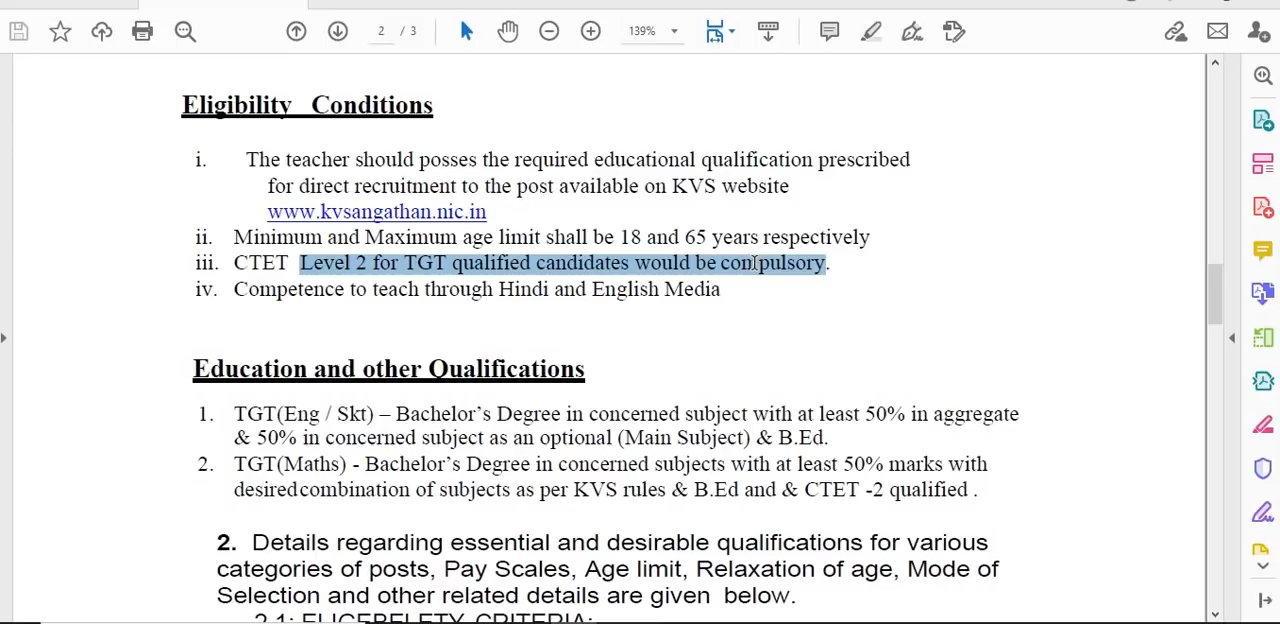 2 / 3
139%
Eligibility Conditions
i. The teacher should posses the required educational qualification prescribed
for direct recruitment to the post available on KVS website
www.kvsangathan.nic.in
ii. Minimum and Maximum age limit shall be 18 and 65 years respectively
iii. CTET Level 2 for TGT qualified candidates would be compulsory.
iv. Competence to teach through Hindi and English Media
Education and other Qualifications
1. TGT(Eng / Skt) – Bachelor’s Degree in concerned subject with at least 50% in aggregate
& 50% in concerned subject as an optional (Main Subject) & B.Ed.
2. TGT(Maths) - Bachelor’s Degree in concerned subjects with at least 50% marks with
desired combination of subjects as per KVS rules & B.Ed and & CTET -2 qualified .
2. Details regarding essential and desirable qualifications for various
categories of posts, Pay Scales, Age limit, Relaxation of age, Mode of
Selection and other related details are given below.
2.1: ELIGEBELETY CRITERIA: